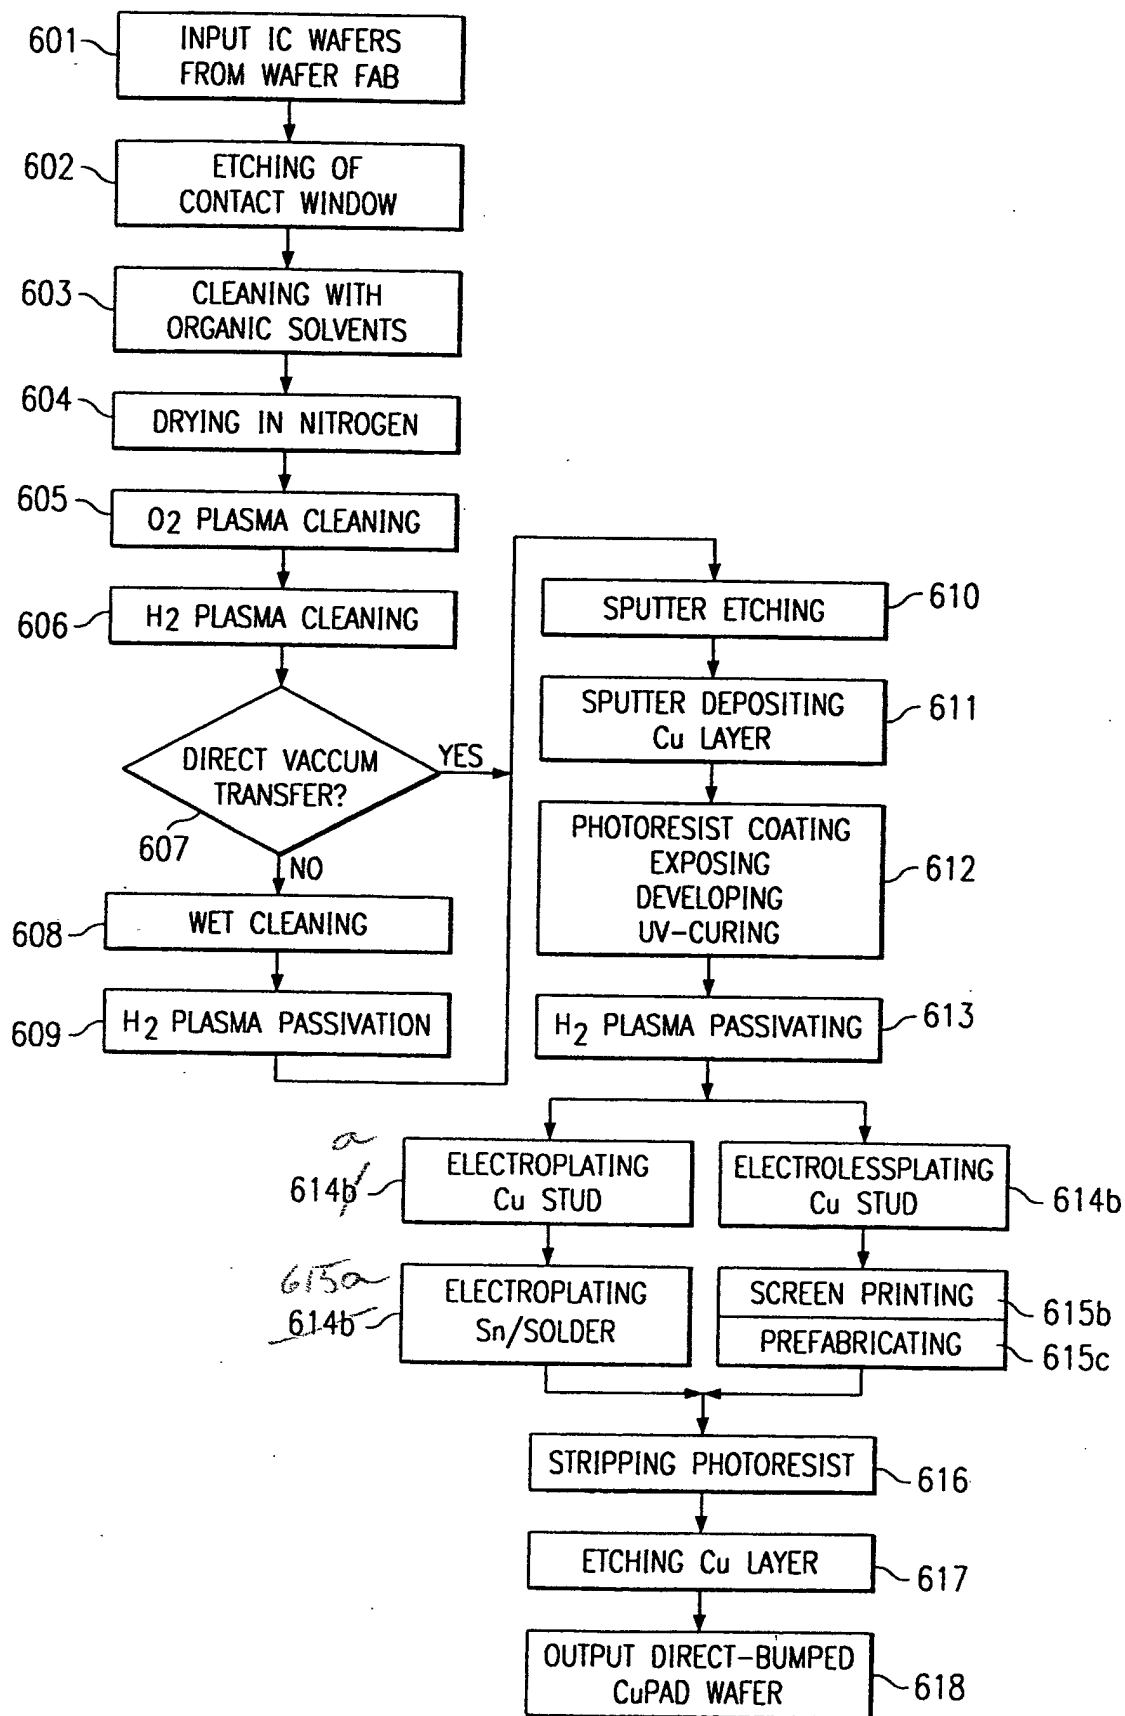 601
INPUT IC WAFERS
FROM WAFER FAB
602
ETCHING OF
CONTACT WINDOW
603
CLEANING WITH
ORGANIC SOLVENTS
604
DRYING IN NITROGEN
605
O2 PLASMA CLEANING
606
H2 PLASMA CLEANING
DIRECT VACCUM
TRANSFER?
YES
607
NO
608
WET CLEANING
609
H2 PLASMA PASSIVATION
SPUTTER ETCHING
610
SPUTTER DEPOSITING
Cu LAYER
611
PHOTORESIST COATING
EXPOSING
DEVELOPING
UV-CURING
612
H2 PLASMA PASSIVATING
613
a
614b
ELECTROPLATING
Cu STUD
ELECTROLESSPLATING
Cu STUD
614b
615a
614b
ELECTROPLATING
Sn/SOLDER
SCREEN PRINTING
615b
PREFABRICATING
615c
STRIPPING PHOTORESIST
616
ETCHING Cu LAYER
617
OUTPUT DIRECT-BUMPED
CuPAD WAFER
618